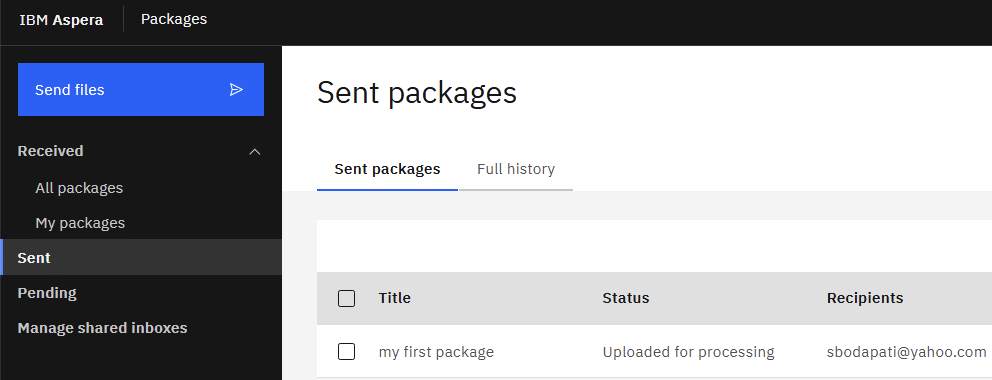 IBM Aspera Packages
Send files
Received
All packages
My packages
Sent
Pending
Manage shared inboxes
Sent packages
Sent packages Full history
Title Status Recipients
my first package Uploaded for processing sbodapati@yahoo.com